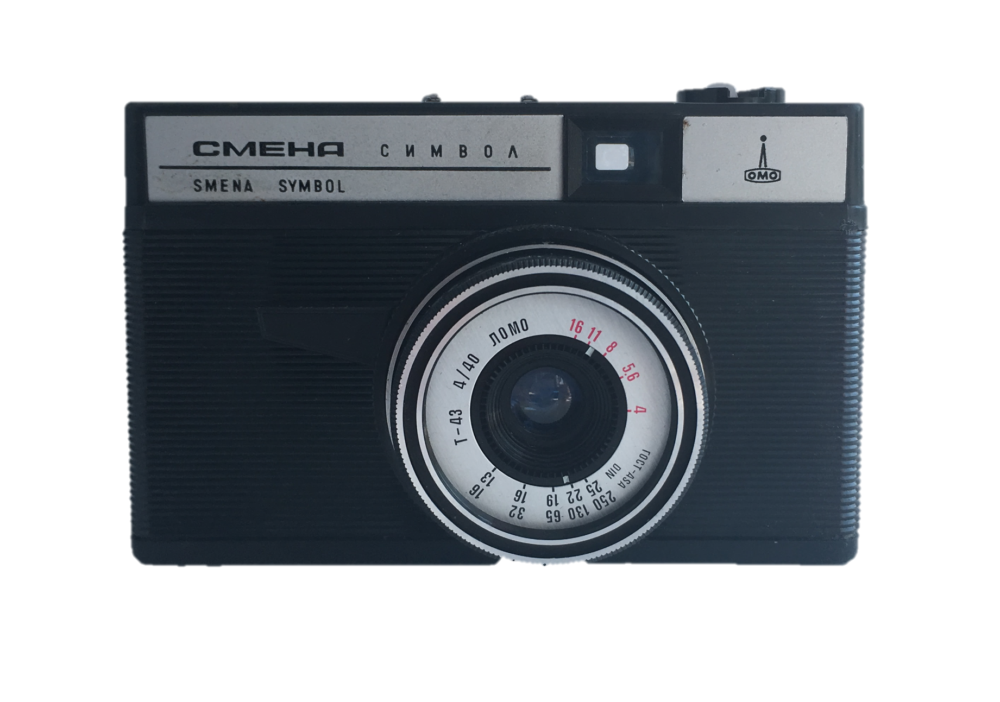 СМЕНА СИМВОЛ
SMENA SYMBOL
ЛОМО
Т-43 4/40 ЛОМО
16 11 8 5.6 4
ГОСТ-ASA
DIN
13 16 19 22 25
16 32 65 130 250